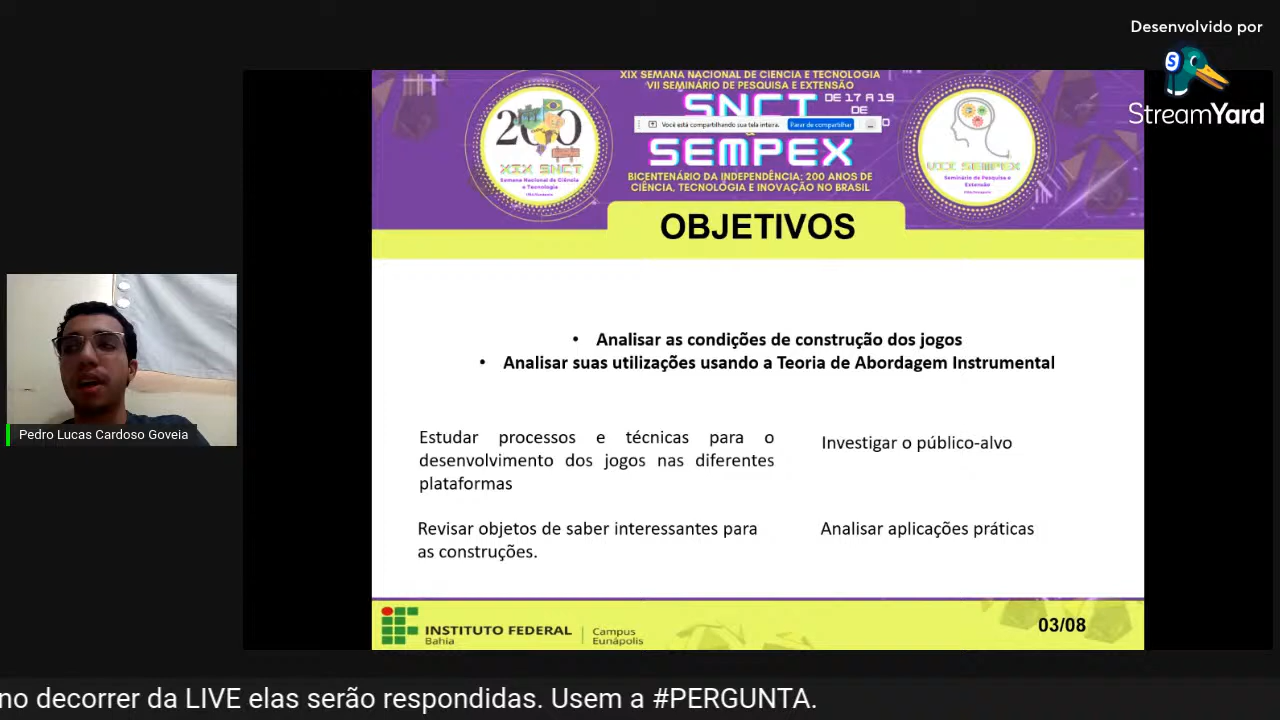 Desenvolvido por
StreamYard
XIX SEMANA NACIONAL DE CIÊNCIA E TECNOLOGIA
VII SEMINÁRIO DE PESQUISA E EXTENSÃO
SNCT
DE 17 A 19
DE
Você está compartilhando sua tela inteira.
Parar de compartilhar
SEMPEX
BICENTENÁRIO DA INDEPENDÊNCIA: 200 ANOS DE
CIÊNCIA, TECNOLOGIA E INOVAÇÃO NO BRASIL
200
XIX SNCT
Semana Nacional de Ciência
e Tecnologia
VII SEMPEX
Seminário de Pesquisa e
Extensão
OBJETIVOS
• Analisar as condições de construção dos jogos
• Analisar suas utilizações usando a Teoria de Abordagem Instrumental
Estudar processos e técnicas para o
desenvolvimento dos jogos nas diferentes
plataformas
Investigar o público-alvo
Revisar objetos de saber interessantes para
as construções.
Analisar aplicações práticas
Pedro Lucas Cardoso Goveia
INSTITUTO FEDERAL
Bahia
Campus
Eunápolis
03/08
no decorrer da LIVE elas serão respondidas. Usem a #PERGUNTA.